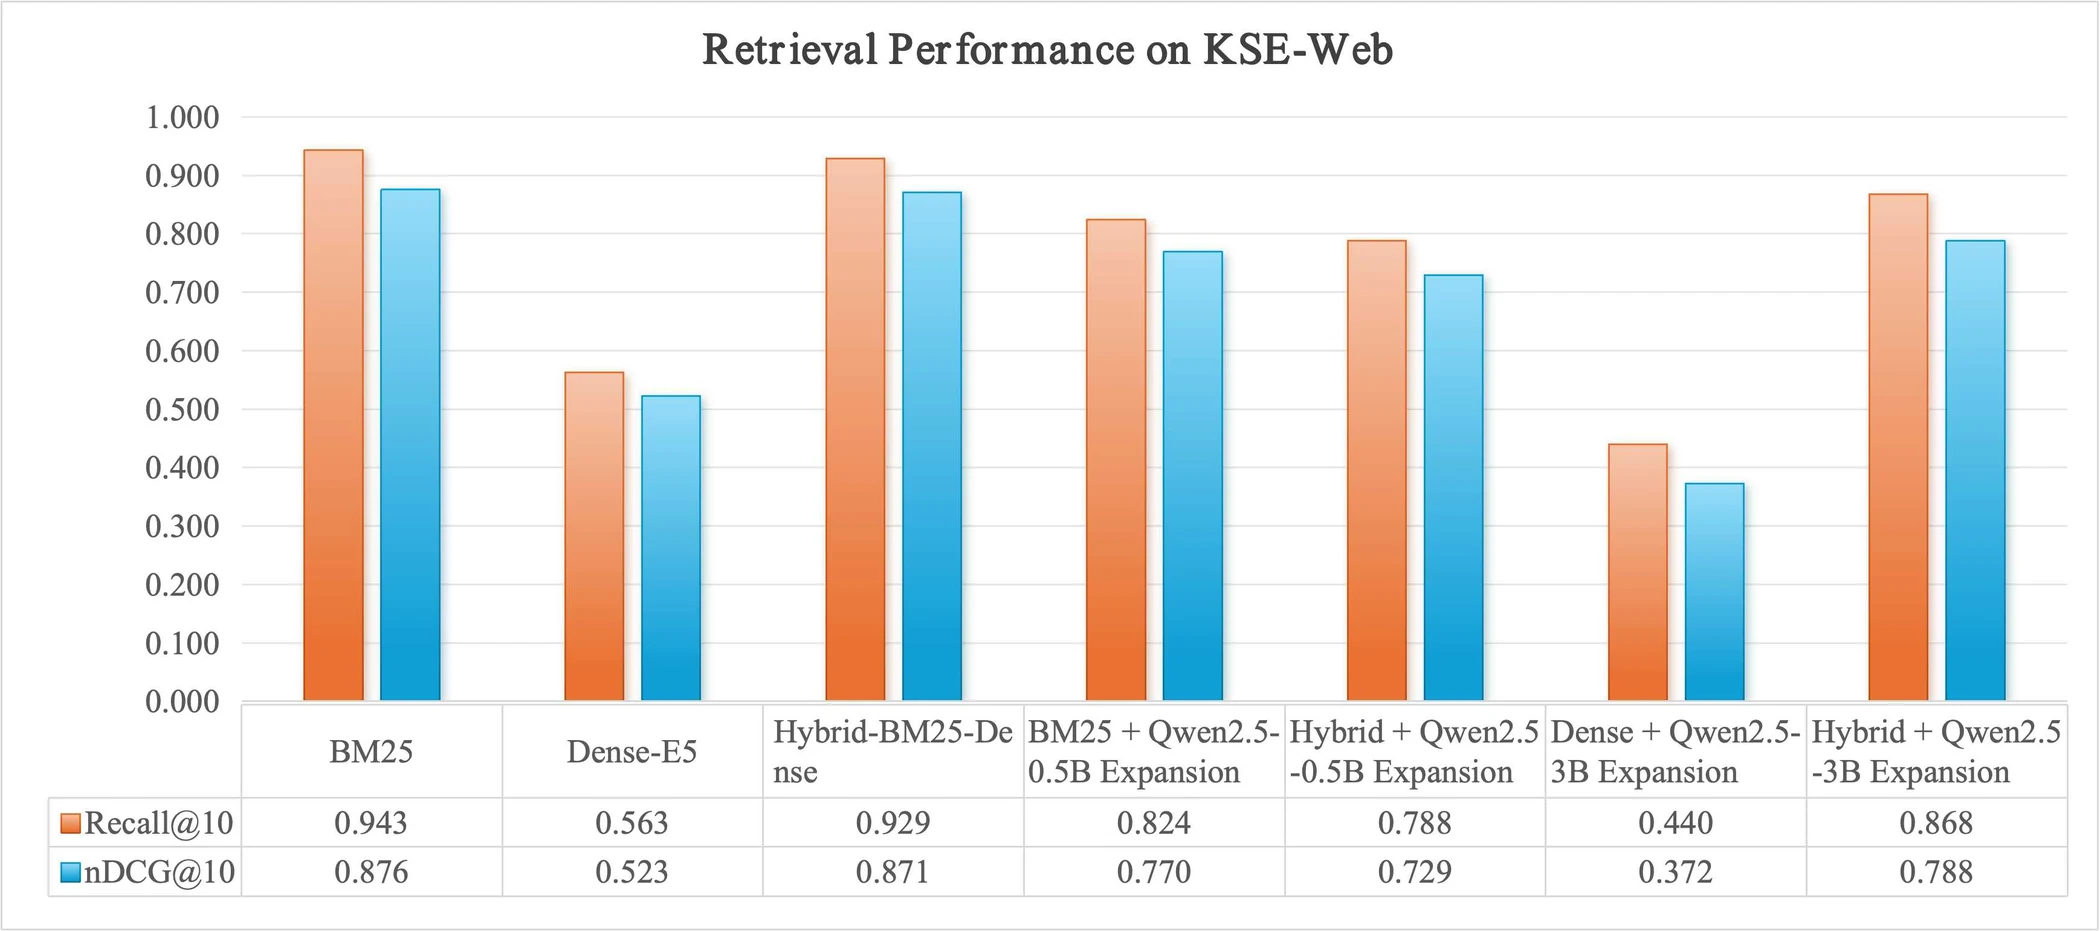 Retrieval Performance on KSE-Web
1.000
0.900
0.800
0.700
0.600
0.500
0.400
0.300
0.200
0.100
0.000
BM25
Dense-E5
Hybrid-BM25-De
nse
BM25 + Qwen2.5-
0.5B Expansion
Hybrid + Qwen2.5
-0.5B Expansion
Dense + Qwen2.5-
3B Expansion
Hybrid + Qwen2.5
-3B Expansion
Recall@10 0.943 0.563 0.929 0.824 0.788 0.440 0.868
nDCG@10 0.876 0.523 0.871 0.770 0.729 0.372 0.788